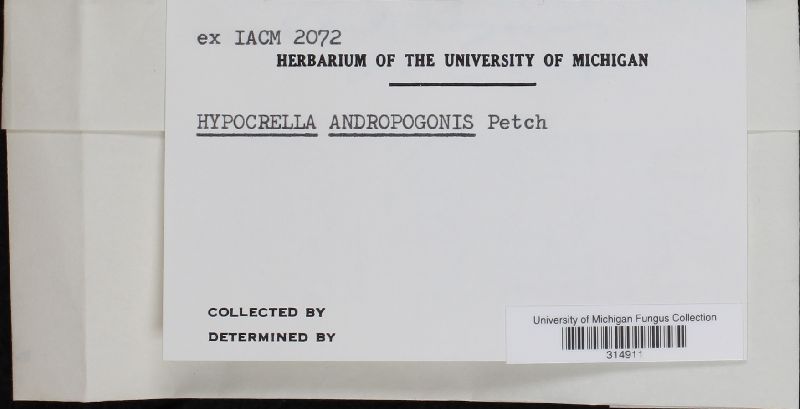 ex IACM 2072
HERBARIUM OF THE UNIVERSITY OF MICHIGAN
HYPOCRELLA ANDROPOGONIS Petch
COLLECTED BY
DETERMINED BY
University of Michigan Fungus Collection
314911